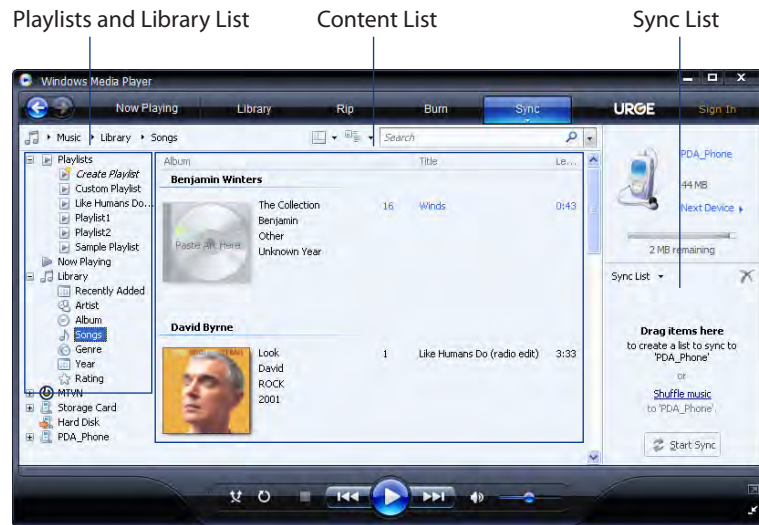 Playlists and Library List
Content List
Sync List
Windows Media Player
Now Playing
Library
Rip
Burn
Sync
URGE
Sign In
Music
Library
Songs
Search
Playlists
Create Playlist
Custom Playlist
Like Humans Do...
Playlist1
Playlist2
Sample Playlist
Now Playing
Library
Recently Added
Artist
Album
Songs
Genre
Year
Rating
MTVN
Storage Card
Hard Disk
PDA_Phone
Album
Title
Le...
Benjamin Winters
Paste Art Here
The Collection
Benjamin
Other
Unknown Year
16
Winds
0:43
David Byrne
Look
David
ROCK
2001
1
Like Humans Do (radio edit)
3:33
PDA_Phone
44 MB
Next Device
2 MB remaining
Sync List
Drag items here
to create a list to sync to
'PDA_Phone'
or
Shuffle music
to 'PDA_Phone'.
Start Sync